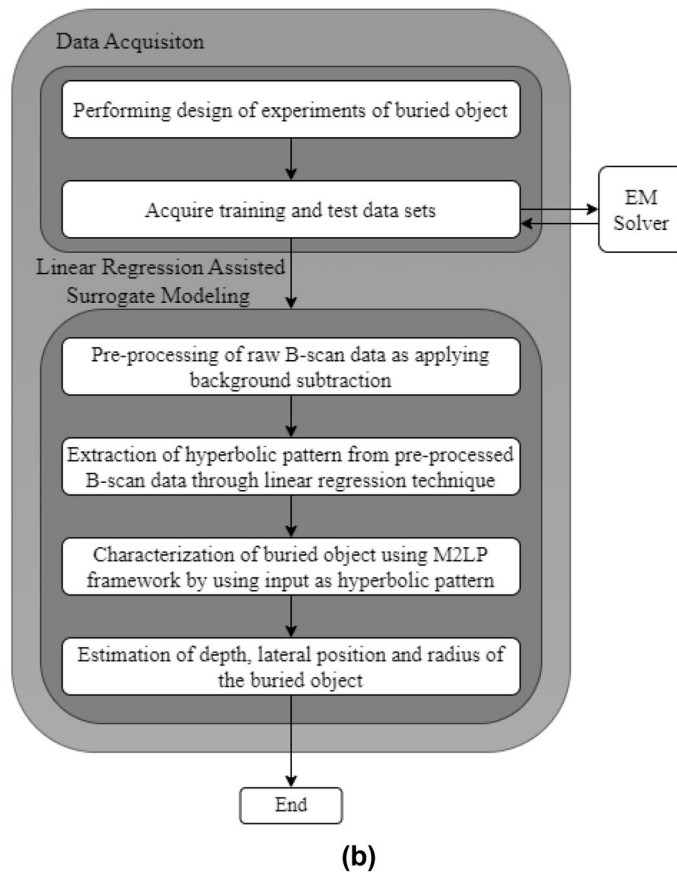 Data Acquisiton
Performing design of experiments of buried object
Acquire training and test data sets
EM
Solver
Linear Regression Assisted
Surrogate Modeling
Pre-processing of raw B-scan data as applying
background subtraction
Extraction of hyperbolic pattern from pre-processed
B-scan data through linear regression technique
Characterization of buried object using M2LP
framework by using input as hyperbolic pattern
Estimation of depth, lateral position and radius of
the buried object
End
(b)